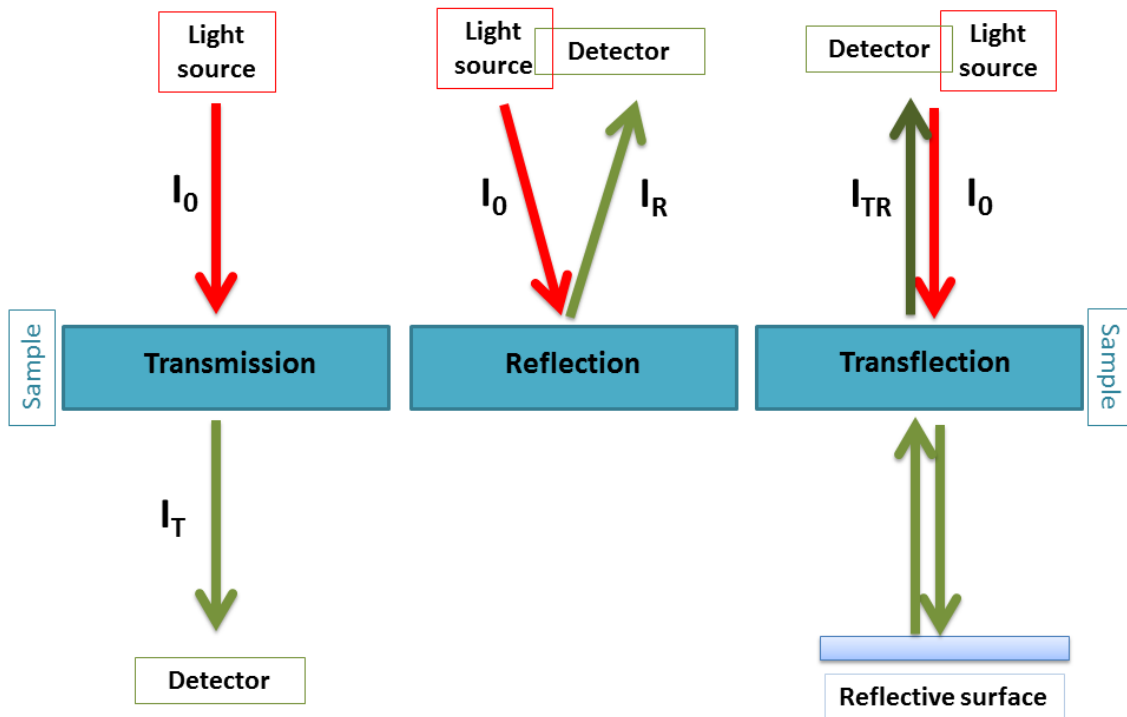 Light
source
Light
source
Detector
Detector
Light
source
I0
I0
IR
ITR
I0
Sample
Transmission
Reflection
Transflection
Sample
IT
Detector
Reflective surface